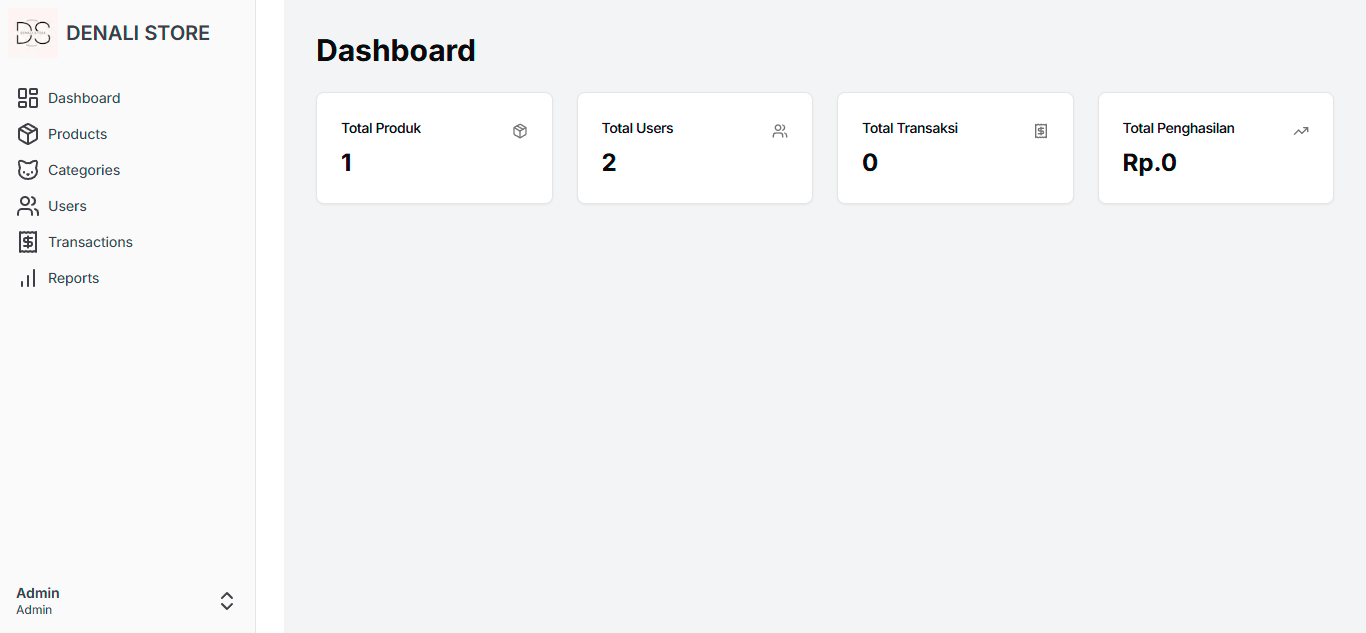 DS
DENALI STORE
Dashboard
Products
Categories
Users
Transactions
Reports
Admin
Admin
Dashboard
Total Produk
1
Total Users
2
Total Transaksi
0
Total Penghasilan
Rp.0